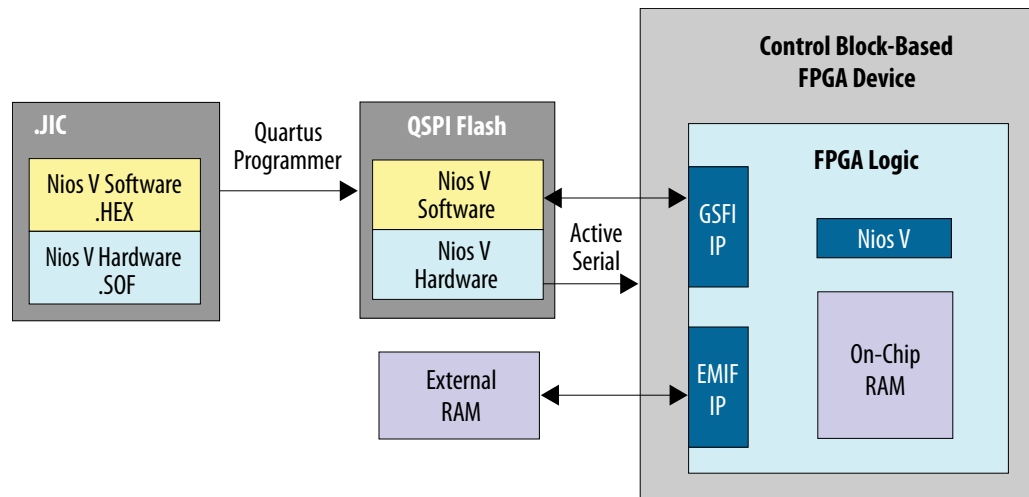 .JIC
Nios V Software
.HEX
Nios V Hardware
.SOF
Quartus
Programmer
QSPI Flash
Nios V
Software
Nios V
Hardware
Active
Serial
External
RAM
Control Block-Based
FPGA Device
FPGA Logic
GSFI
IP
Nios V
EMIF
IP
On-Chip
RAM